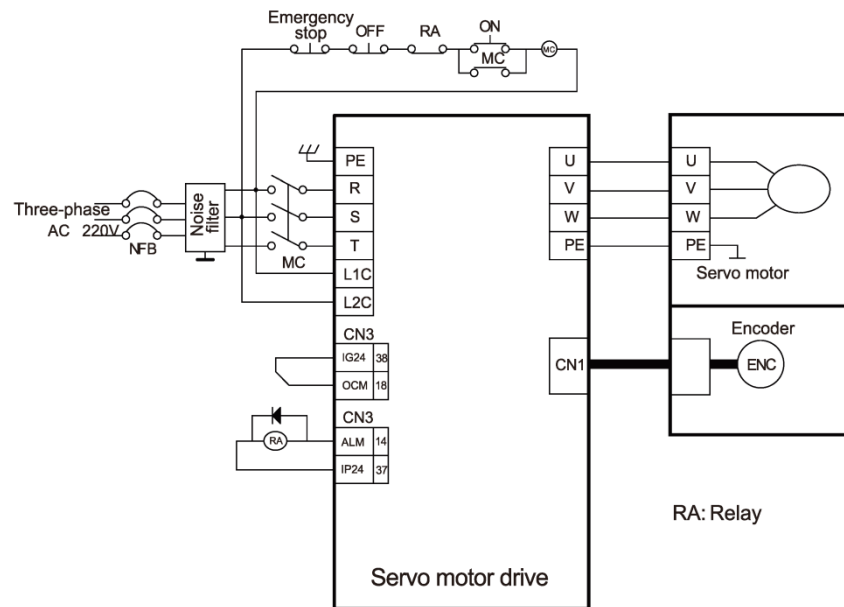 Emergency
stop
OFF
RA
ON
MC
MC
PE
R
S
T
L1C
L2C
Three-phase
AC 220V
NFB
Noise
filter
MC
U
V
W
PE
U
V
W
PE
Servo motor
CN3
IG24 38
OCM 18
CN3
ALM 14
IP24 37
RA
CN1
Encoder
ENC
RA: Relay
Servo motor drive